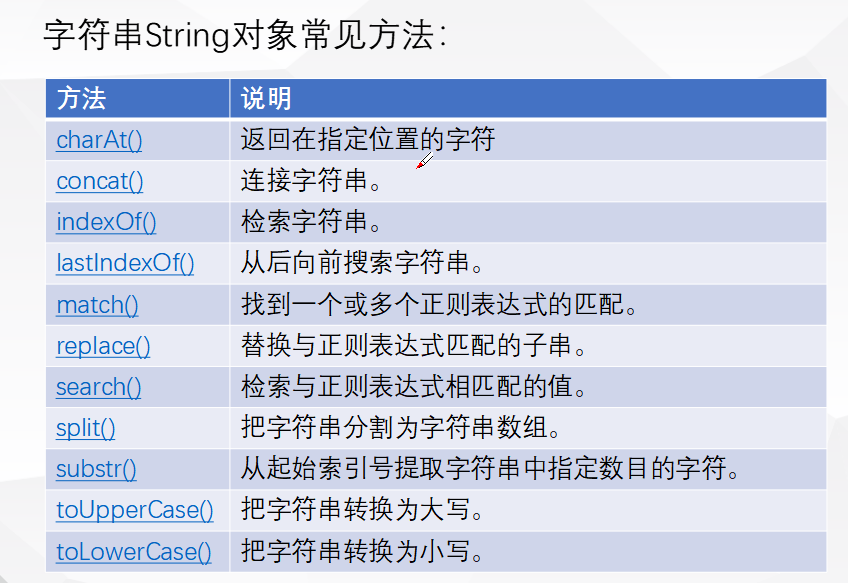 字符串String对象常见方法：
方法 说明
charAt() 返回在指定位置的字符
concat() 连接字符串。
indexOf() 检索字符串。
lastIndexOf() 从后向前搜索字符串。
match() 找到一个或多个正则表达式的匹配。
replace() 替换与正则表达式匹配的子串。
search() 检索与正则表达式相匹配的值。
split() 把字符串分割为字符串数组。
substr() 从起始索引号提取字符串中指定数目的字符。
toUpperCase() 把字符串转换为大写。
toLowerCase() 把字符串转换为小写。